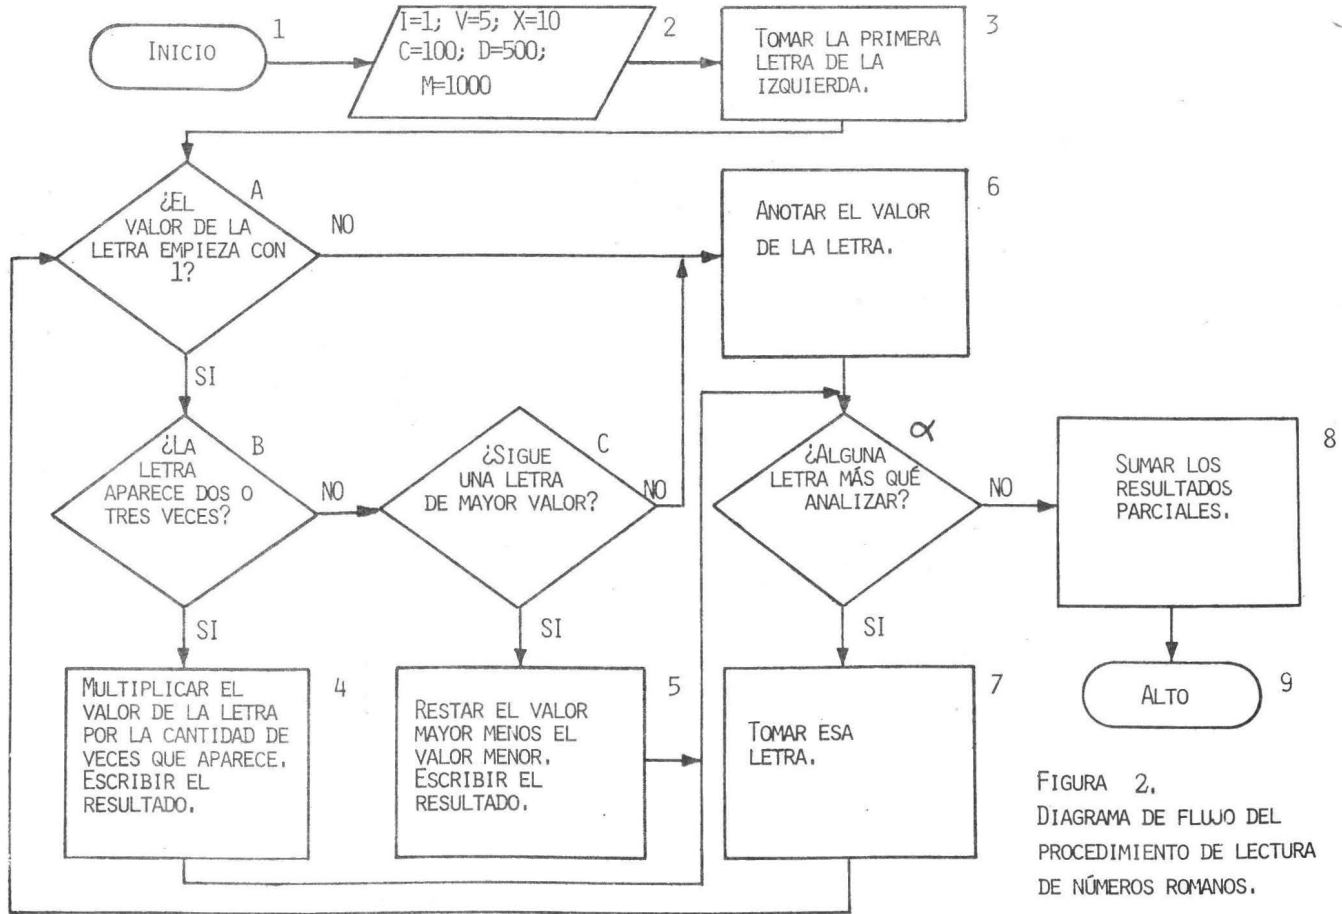 INICIO
1
I=1; V=5; X=10
C=100; D=500;
M=1000
2
TOMAR LA PRIMERA
LETRA DE LA
IZQUIERDA.
3
¿EL
VALOR DE LA
LETRA EMPIEZA CON
1?
A
NO
SI
ANOTAR EL VALOR
DE LA LETRA.
6
¿LA
LETRA
APARECE DOS O
TRES VECES?
B
NO
SI
¿SIGUE
UNA LETRA
DE MAYOR VALOR?
C
NO
SI
¿ALGUNA
LETRA MÁS QUÉ
ANALIZAR?
α
NO
SI
SUMAR LOS
RESULTADOS
PARCIALES.
8
MULTIPLICAR EL
VALOR DE LA LETRA
POR LA CANTIDAD DE
VECES QUE APARECE.
ESCRIBIR EL
RESULTADO.
4
RESTAR EL VALOR
MAYOR MENOS EL
VALOR MENOR.
ESCRIBIR EL
RESULTADO.
5
TOMAR ESA
LETRA.
7
ALTO
9
FIGURA 2.
DIAGRAMA DE FLUJO DEL
PROCEDIMIENTO DE LECTURA
DE NÚMEROS ROMANOS.